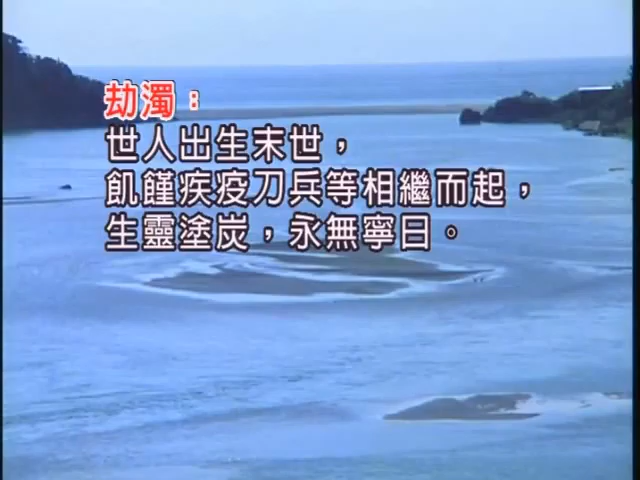 劫濁：
世人出生末世，
飢饉疾疫刀兵等相繼而起，
生靈塗炭，永無寧日。